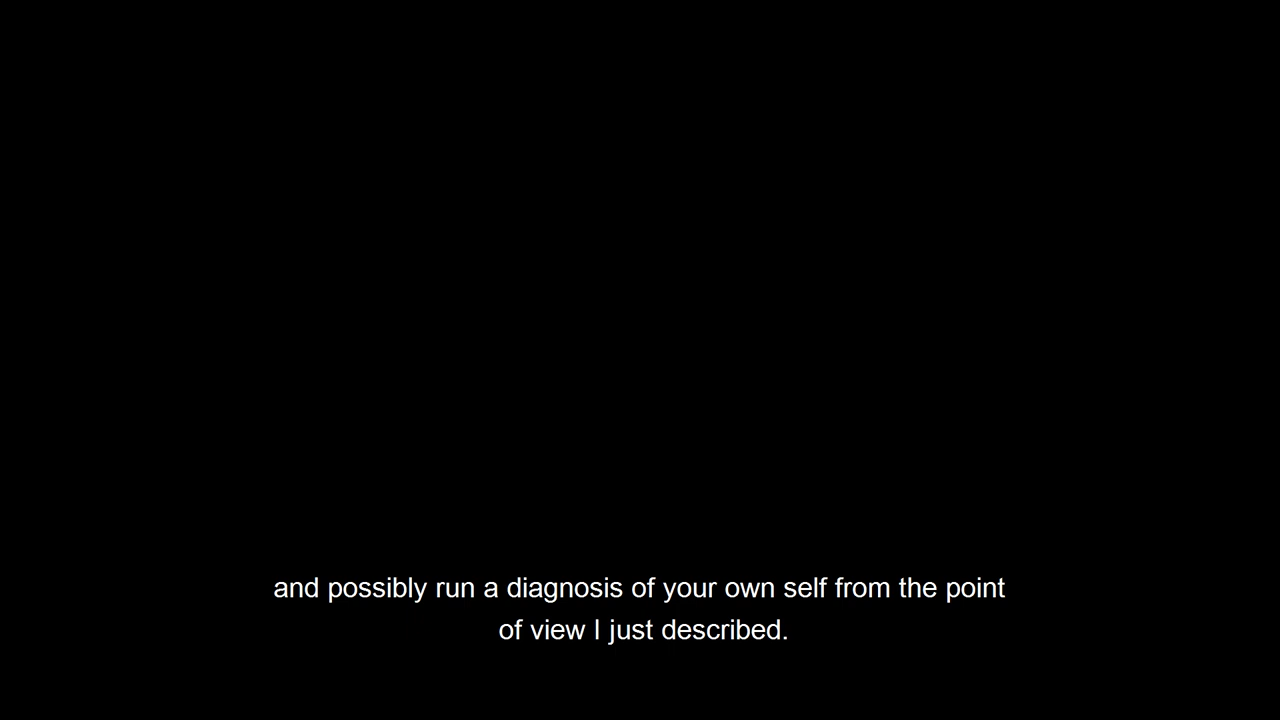 and possibly run a diagnosis of your own self from the point
of view I just described.